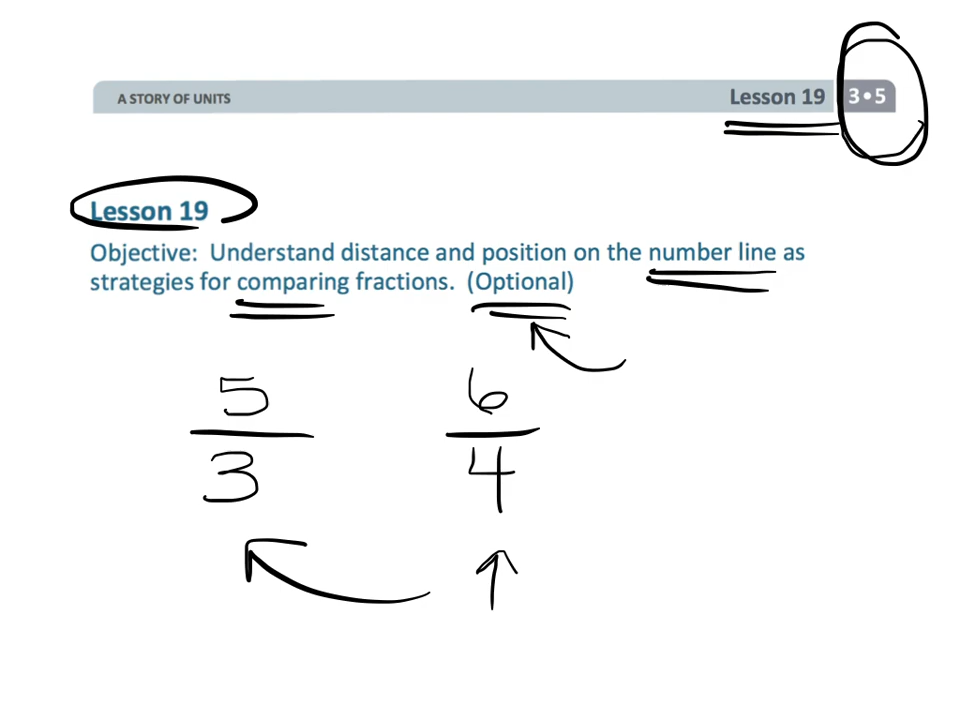 A STORY OF UNITS Lesson 19 3•5
Lesson 19
Objective: Understand distance and position on the number line as
strategies for comparing fractions. (Optional)
5 6
3 4